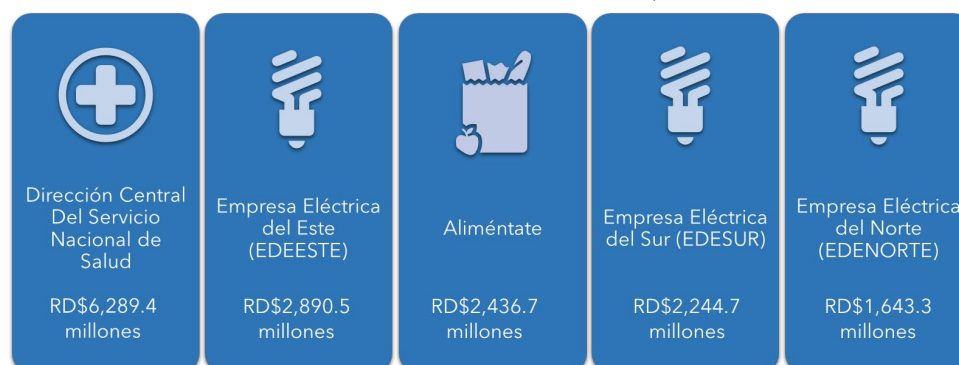 Dirección Central
Del Servicio
Nacional de
Salud
RD$6,289.4
millones
Empresa Eléctrica
del Este
(EDEESTE)
RD$2,890.5
millones
Aliméntate
RD$2,436.7
millones
Empresa Eléctrica
del Sur (EDESUR)
RD$2,244.7
millones
Empresa Eléctrica
del Norte
(EDENORTE)
RD$1,643.3
millones